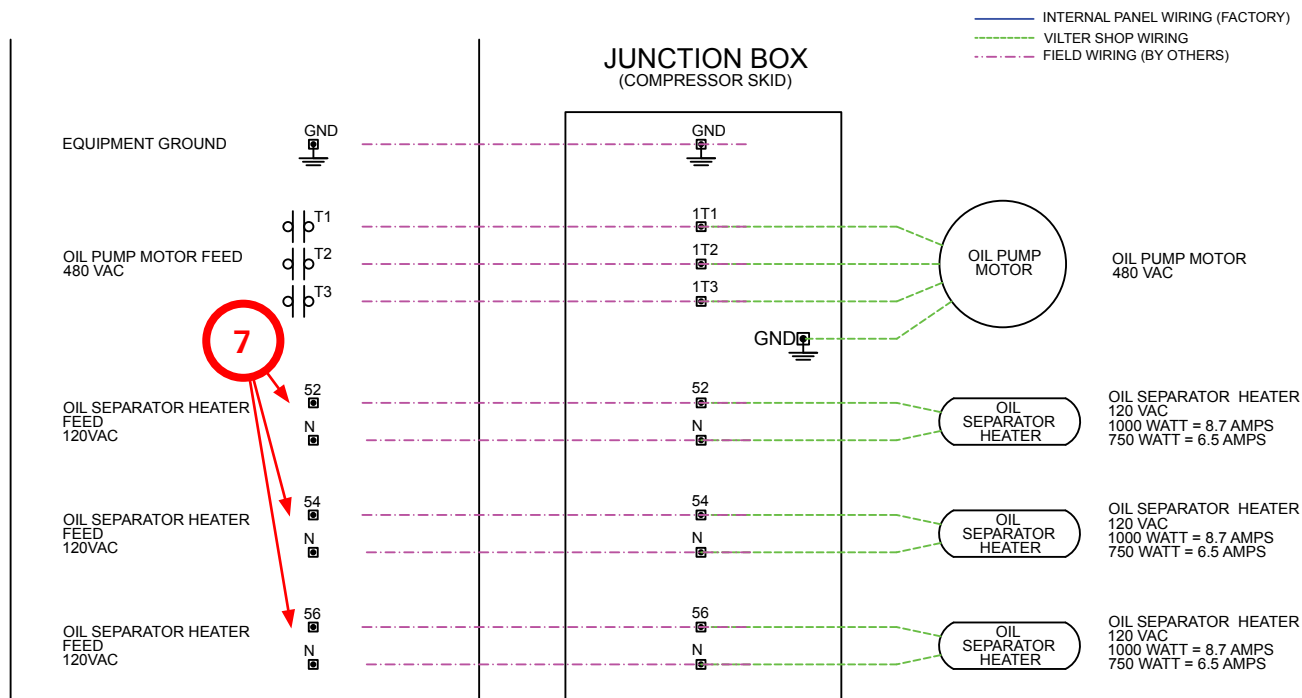 INTERNAL PANEL WIRING (FACTORY)
VILTER SHOP WIRING
FIELD WIRING (BY OTHERS)
JUNCTION BOX
(COMPRESSOR SKID)
EQUIPMENT GROUND
GND
GND
OIL PUMP MOTOR FEED
480 VAC
T1
T2
T3
1T1
1T2
1T3
GND
OIL PUMP
MOTOR
OIL PUMP MOTOR
480 VAC
7
OIL SEPARATOR HEATER
FEED
120VAC
52
N
52
N
OIL
SEPARATOR
HEATER
OIL SEPARATOR HEATER
120 VAC
1000 WATT = 8.7 AMPS
750 WATT = 6.5 AMPS
OIL SEPARATOR HEATER
FEED
120VAC
54
N
54
N
OIL
SEPARATOR
HEATER
OIL SEPARATOR HEATER
120 VAC
1000 WATT = 8.7 AMPS
750 WATT = 6.5 AMPS
OIL SEPARATOR HEATER
FEED
120VAC
56
N
56
N
OIL
SEPARATOR
HEATER
OIL SEPARATOR HEATER
120 VAC
1000 WATT = 8.7 AMPS
750 WATT = 6.5 AMPS